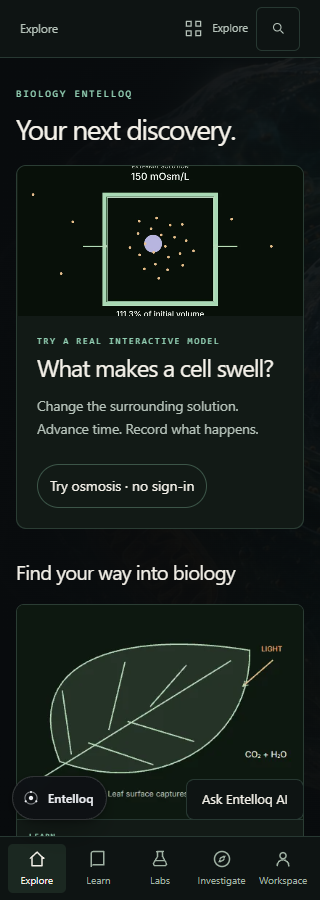 Explore
Explore
BIOLOGY ENTELLOQ
Your next discovery.
150 mOsm/L
111.3% of initial volume
TRY A REAL INTERACTIVE MODEL
What makes a cell swell?
Change the surrounding solution.
Advance time. Record what happens.
Try osmosis · no sign-in
Find your way into biology
LIGHT
CO₂ + H₂O
Leaf surface captures
Entelloq
Ask Entelloq AI
LEARN
Explore
Learn
Labs
Investigate
Workspace